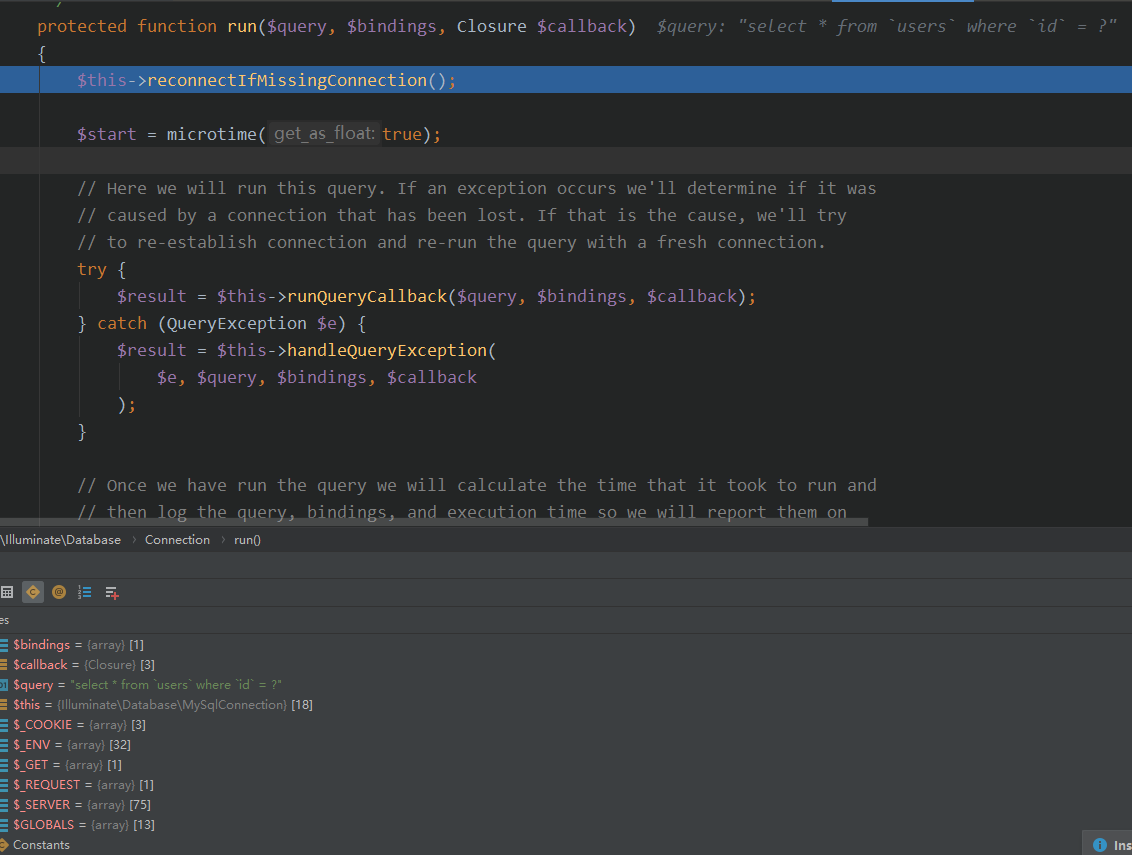 protected function run($query, $bindings, Closure $callback)  $query: "select * from `users` where `id` = ?"
{
$this->reconnectIfMissingConnection();
$start = microtime( get_as_float: true);
// Here we will run this query. If an exception occurs we'll determine if it was
// caused by a connection that has been lost. If that is the cause, we'll try
// to re-establish connection and re-run the query with a fresh connection.
try {
$result = $this->runQueryCallback($query, $bindings, $callback);
} catch (QueryException $e) {
$result = $this->handleQueryException(
$e, $query, $bindings, $callback
);
}
// Once we have run the query we will calculate the time that it took to run and
// then log the query, bindings, and execution time so we will report them on
\Illuminate\Database › Connection › run()
es
$bindings = {array} [1]
$callback = {Closure} [3]
$query = "select * from `users` where `id` = ?"
$this = {Illuminate\Database\MySqlConnection} [18]
$_COOKIE = {array} [3]
$_ENV = {array} [32]
$_GET = {array} [1]
$_REQUEST = {array} [1]
$_SERVER = {array} [75]
$GLOBALS = {array} [13]
Constants
Ins